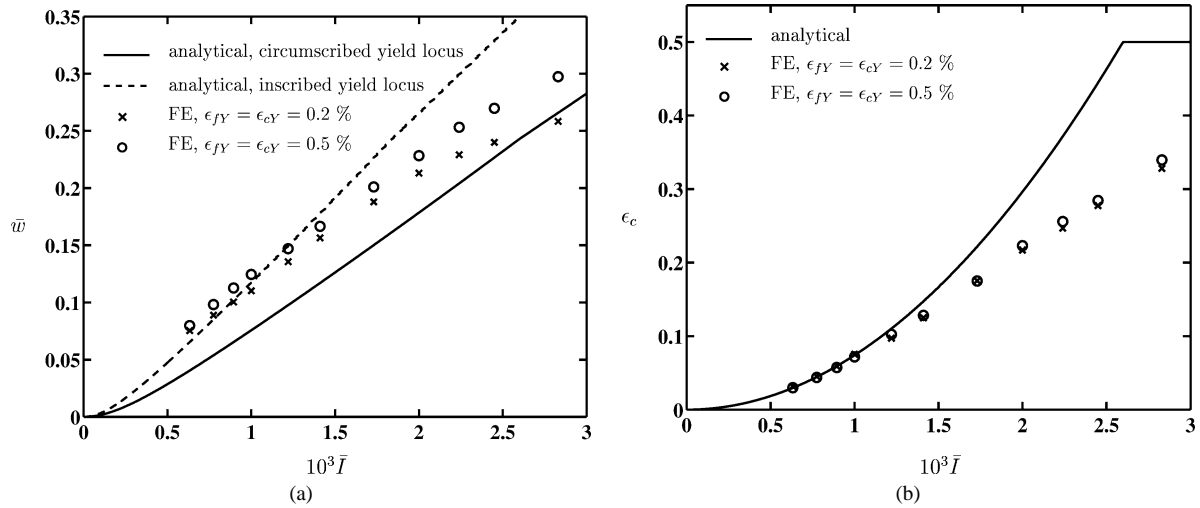 0.35
analytical, circumscribed yield locus
0.3
analytical, inscribed yield locus
FE, ϵ_fY = ϵ_cY = 0.2 %
0.25
FE, ϵ_fY = ϵ_cY = 0.5 %
0.2
w̄
0.15
0.1
0.05
0
0 0.5 1 1.5 2 2.5 3
10³Ī
(a)
analytical
0.5
FE, ϵ_fY = ϵ_cY = 0.2 %
FE, ϵ_fY = ϵ_cY = 0.5 %
0.4
0.3
ϵ_c
0.2
0.1
0
0 0.5 1 1.5 2 2.5 3
10³Ī
(b)